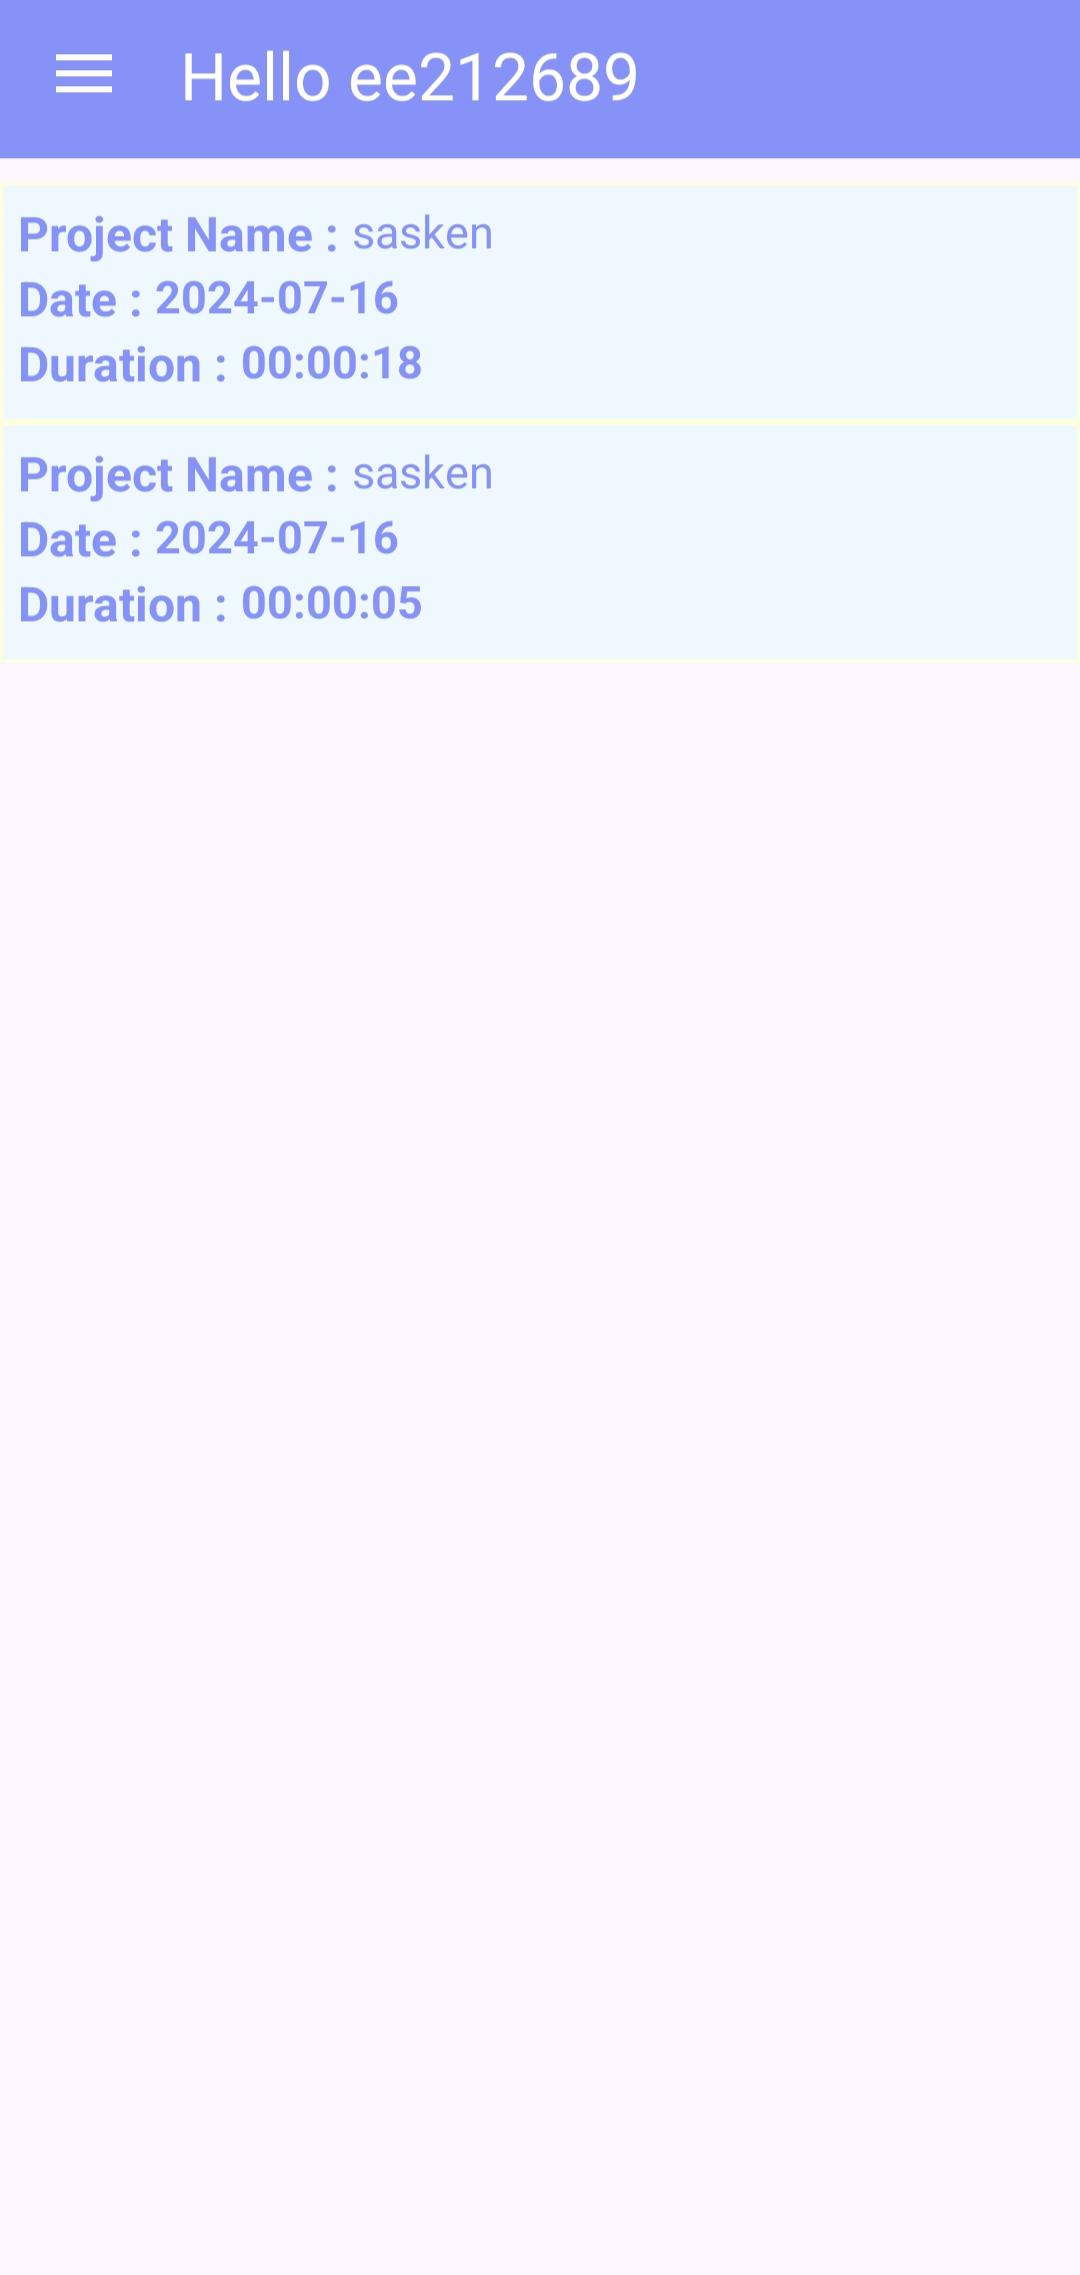 Hello ee212689
Project Name : sasken
Date : 2024-07-16
Duration : 00:00:18
Project Name : sasken
Date : 2024-07-16
Duration : 00:00:05